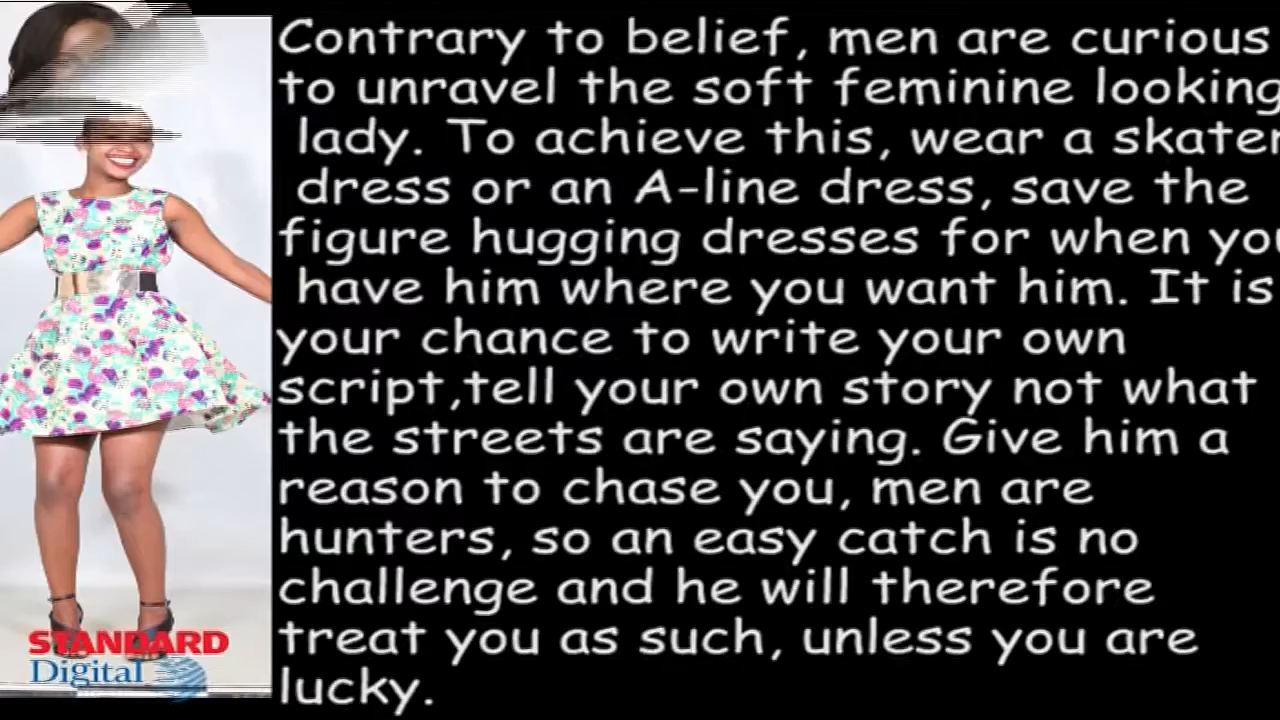 Contrary to belief, men are curious
to unravel the soft feminine looking
lady. To achieve this, wear a skater
dress or an A-line dress, save the
figure hugging dresses for when you
have him where you want him. It is
your chance to write your own
script,tell your own story not what
the streets are saying. Give him a
reason to chase you, men are
hunters, so an easy catch is no
challenge and he will therefore
treat you as such, unless you are
lucky.
STANDARD
Digital